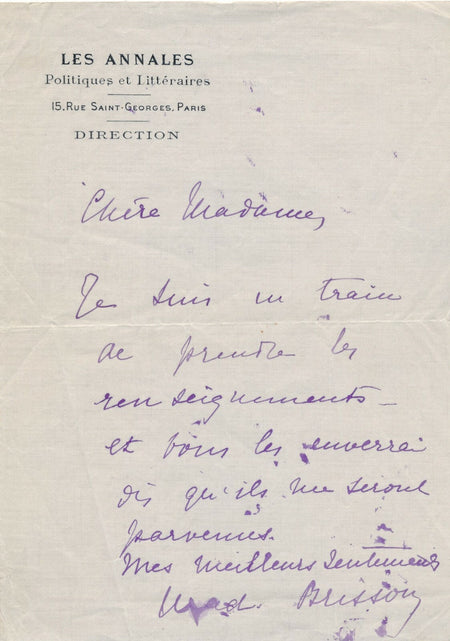 LES ANNALES
Politiques et Littéraires
15, Rue Saint-Georges, Paris
DIRECTION
Chère Madame,
Je suis en train
de prendre les
renseignements –
et vous les enverrai
dès qu'ils me seront
parvenus.
Mes meilleurs sentiments
Mad. Brisson